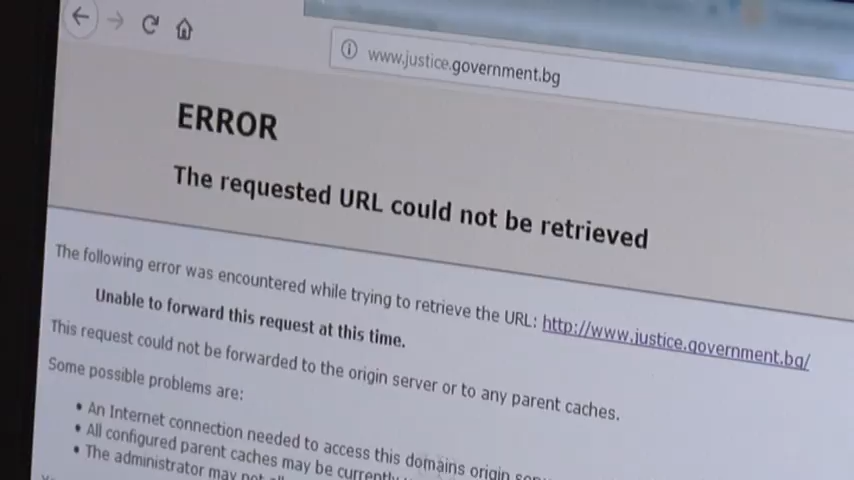 www.justice.government.bg
ERROR
The requested URL could not be retrieved
The following error was encountered while trying to retrieve the URL: http://www.justice.government.bg/
Unable to forward this request at this time.
This request could not be forwarded to the origin server or to any parent caches.
Some possible problems are:
• An Internet connection needed to access this domains origin
• All configured parent caches may be currently
• The administrator may not